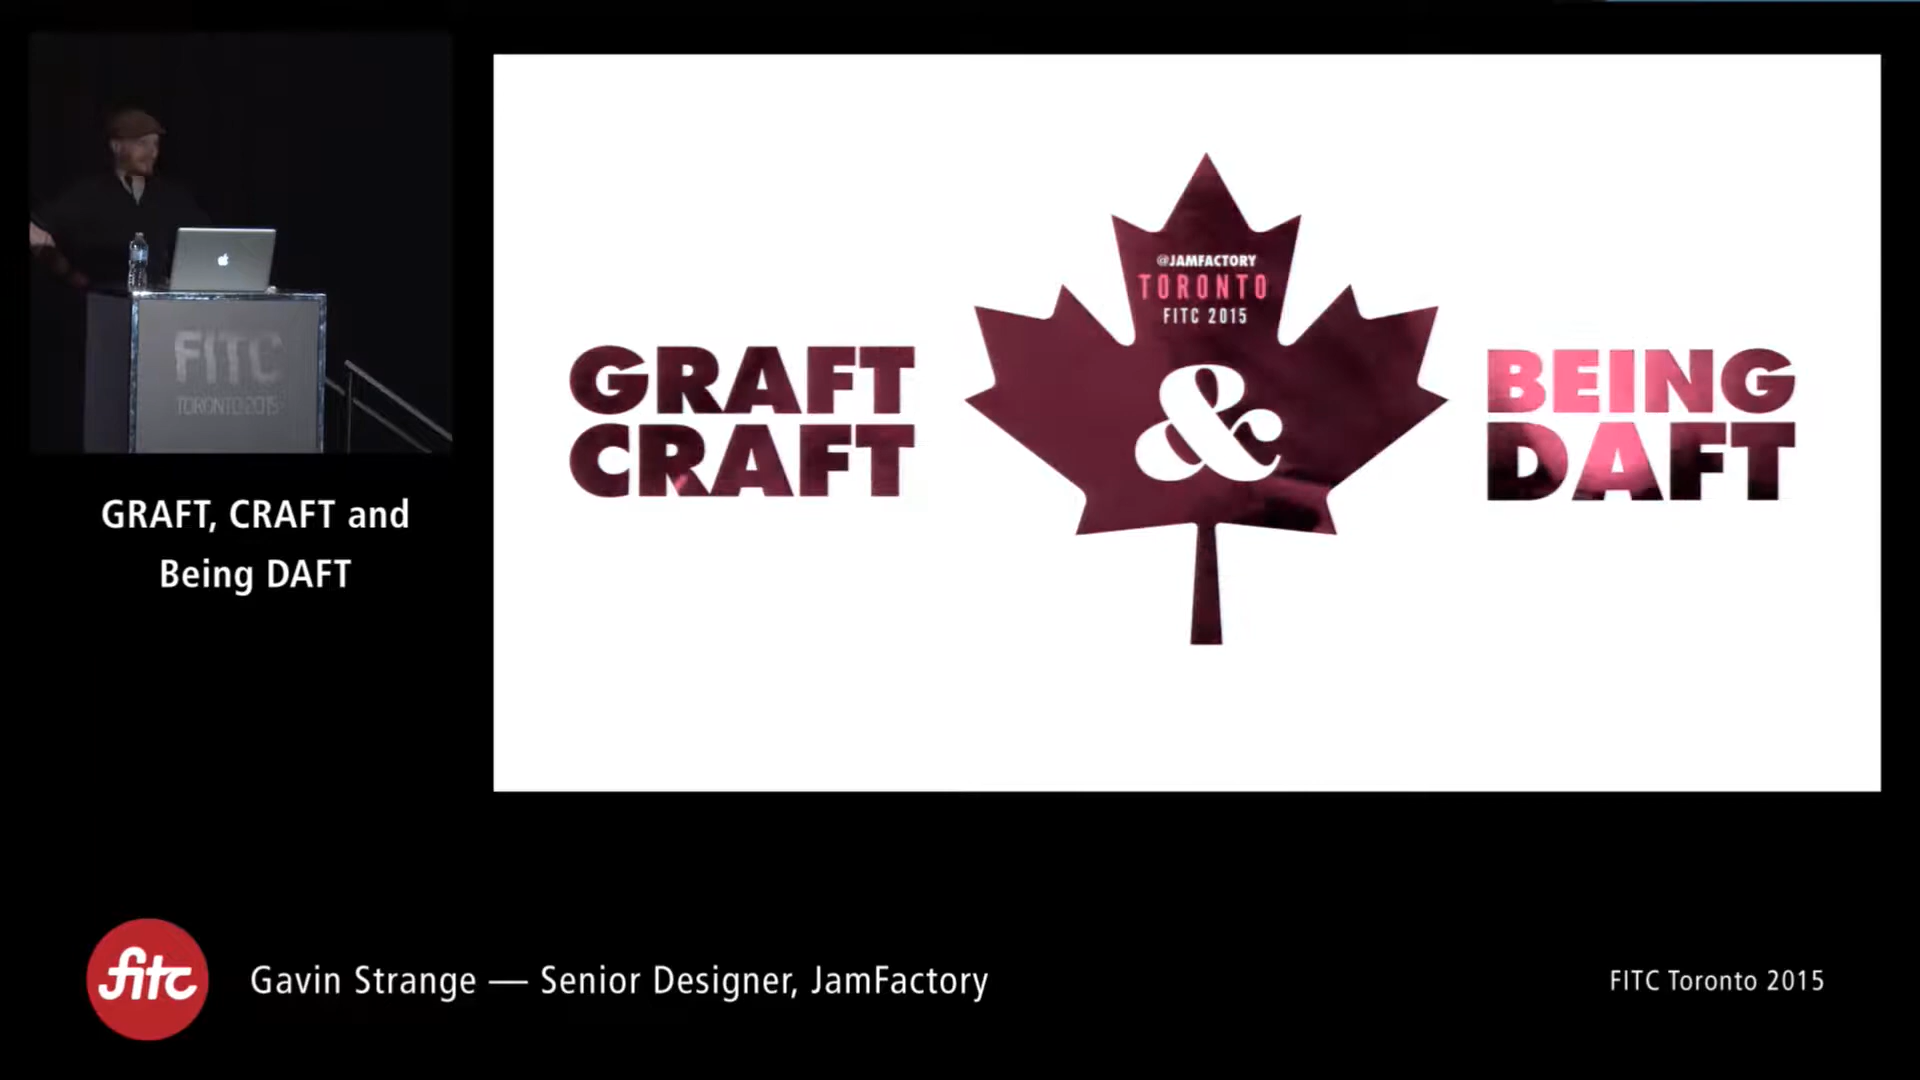 FITC
TORONTO 2015
GRAFT, CRAFT and
Being DAFT
GRAFT
CRAFT
@JAMFACTORY
TORONTO
FITC 2015
&
BEING
DAFT
fitc
Gavin Strange — Senior Designer, JamFactory
FITC Toronto 2015